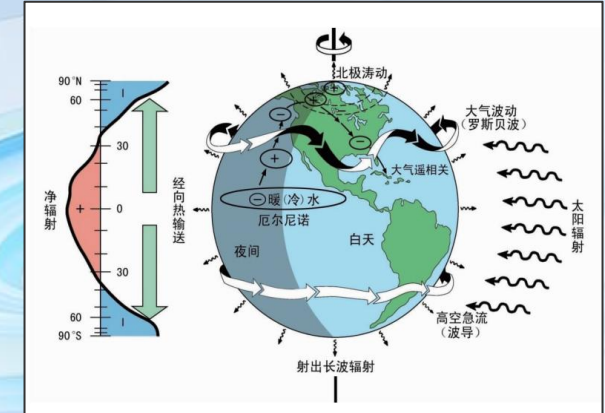 90°N
60
30
0
30
60
90°S
净辐射
+
经向热输送
北极涛动
大气波动
（罗斯贝波）
大气遥相关
太阳辐射
暖（冷）水
厄尔尼诺
夜间
白天
高空急流
（波导）
射出长波辐射